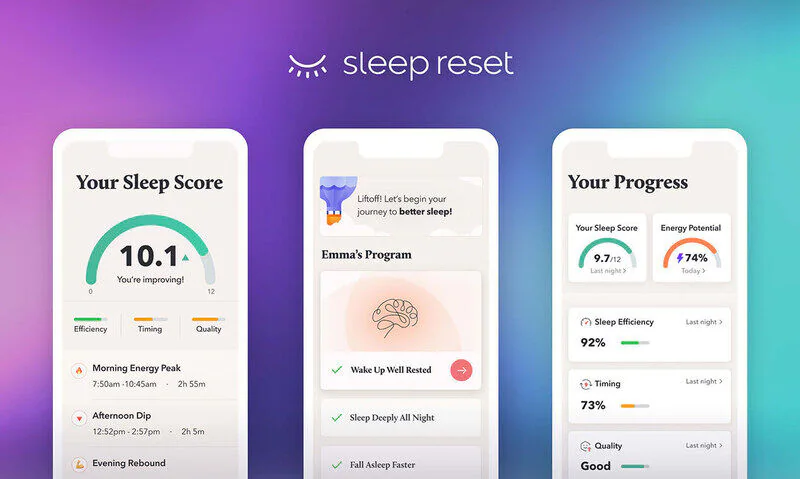 sleep reset
Your Sleep Score
10.1
You're improving!
0
12
Efficiency
Timing
Quality
Morning Energy Peak
7:50am -10:45am · 2h 55m
Afternoon Dip
12:52pm - 2:57pm · 2h 5m
Evening Rebound
Liftoff! Let's begin your
journey to better sleep!
Emma's Program
Wake Up Well Rested
Sleep Deeply All Night
Fall Asleep Faster
Your Progress
Your Sleep Score
9.7/12
Last night >
Energy Potential
74%
Today >
Sleep Efficiency
Last night >
92%
Timing
Last night >
73%
Quality
Last night >
Good